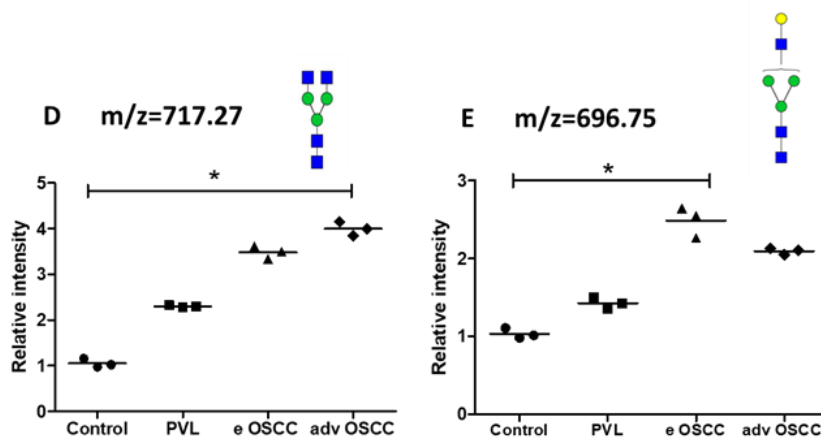 D m/z=717.27
*
Relative intensity
5
4
3
2
1
0
Control PVL e OSCC adv OSCC
E m/z=696.75
*
Relative intensity
3
2
1
0
Control PVL e OSCC adv OSCC